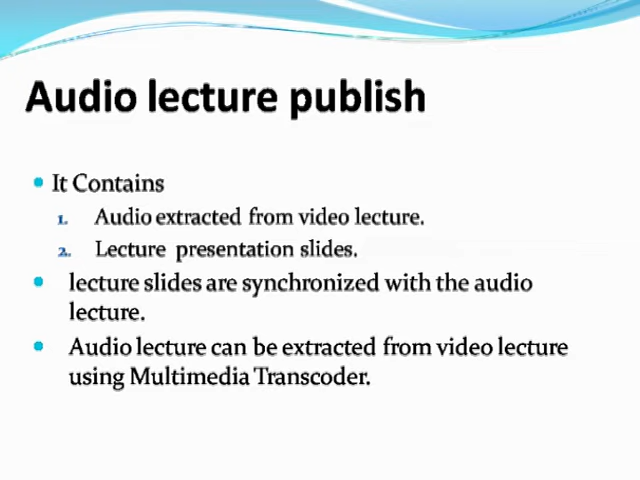 Audio lecture publish
• It Contains
1. Audio extracted from video lecture.
2. Lecture presentation slides.
• lecture slides are synchronized with the audio
lecture.
• Audio lecture can be extracted from video lecture
using Multimedia Transcoder.